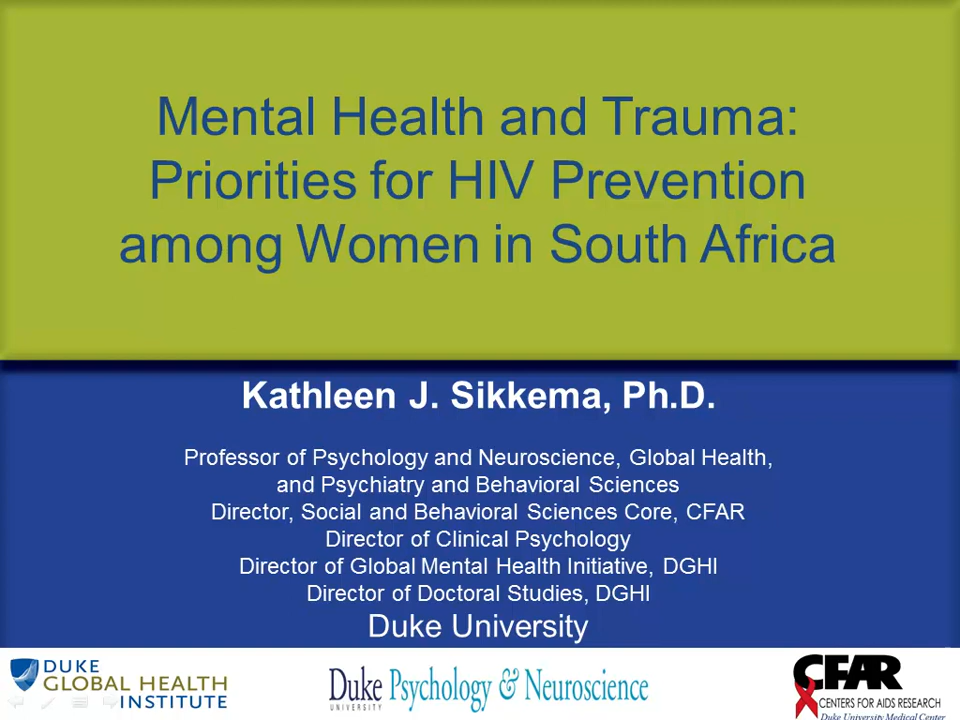 Mental Health and Trauma:
Priorities for HIV Prevention
among Women in South Africa
Kathleen J. Sikkema, Ph.D.
Professor of Psychology and Neuroscience, Global Health,
and Psychiatry and Behavioral Sciences
Director, Social and Behavioral Sciences Core, CFAR
Director of Clinical Psychology
Director of Global Mental Health Initiative, DGHI
Director of Doctoral Studies, DGHI
Duke University
DUKE
GLOBAL HEALTH
INSTITUTE
Duke Psychology & Neuroscience
UNIVERSITY
CFAR
CENTERS FOR AIDS RESEARCH
Duke University Medical Center